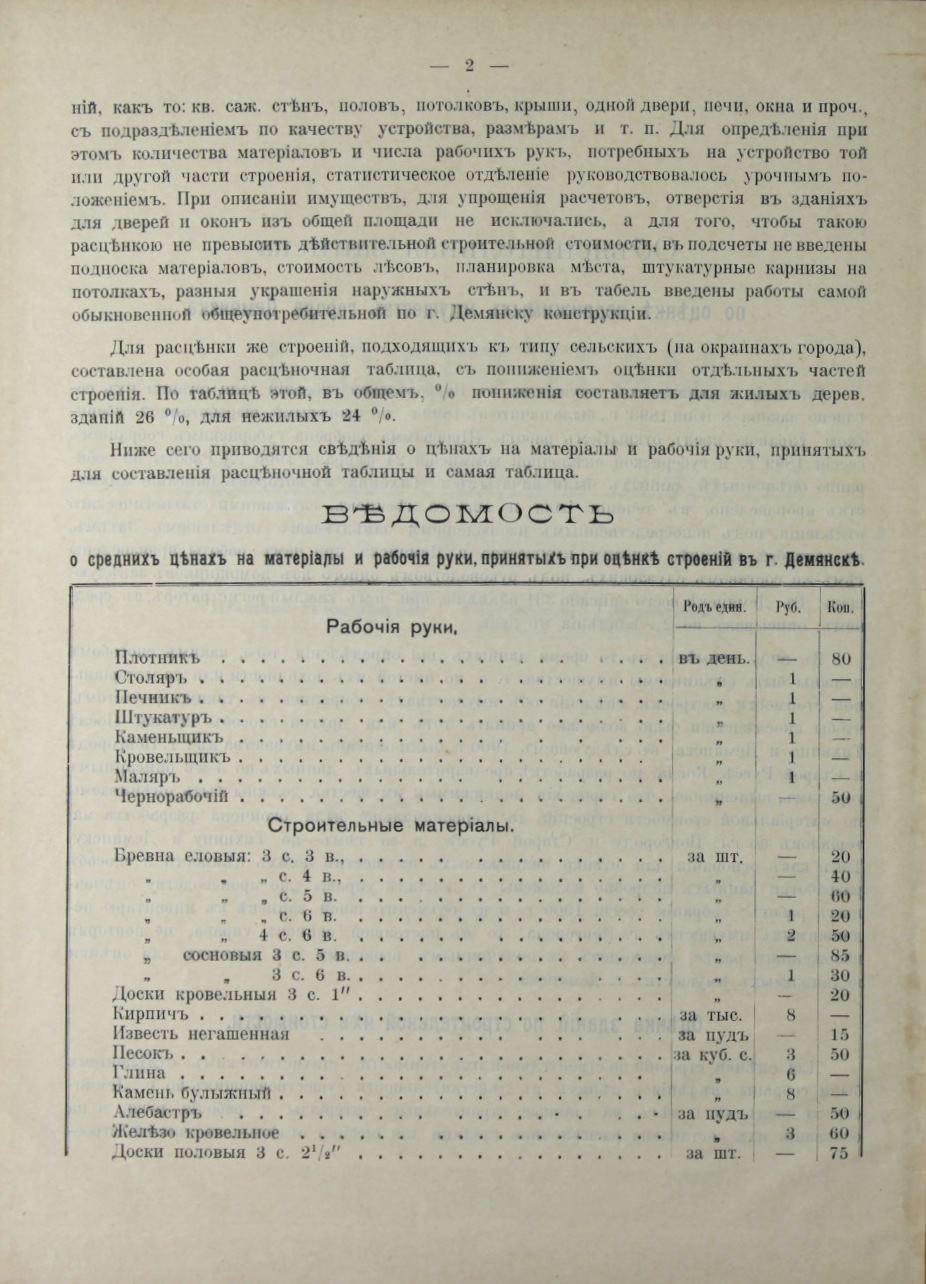 — 2 —
ній, какъ то: кв. саж. стѣнъ, половъ, потолковъ, крыши, одной двери, печи, окна и проч.,
съ подраздѣленіемъ по качеству устройства, размѣрамъ и т. п. Для опредѣленія при
этомъ количества матеріаловъ и числа рабочихъ рукъ, потребныхъ на устройство той
или другой части строенія, статистическое отдѣленіе руководствовалось урочнымъ по-
ложеніемъ. При описаніи имуществъ, для упрощенія расчетовъ, отверстія въ зданіяхъ
для дверей и оконъ изъ общей площади не исключались, а для того, чтобы такою
расцѣнкою не превысить дѣйствительной строительной стоимости, въ подсчеты не введены
подноска матеріаловъ, стоимость лѣсовъ, планировка мѣста, штукатурные карнизы на
потолкахъ, разныя украшенія наружныхъ стѣнъ, и въ табель введены работы самой
обыкновенной общеупотребительной по г. Демянску конструкціи.
Для расцѣнки же строеній, подходящихъ къ типу сельскихъ (на окраинахъ города),
составлена особая расцѣночная таблица, съ пониженіемъ оцѣнки отдѣльныхъ частей
строенія. По таблицѣ этой, въ общемъ, % пониженія составляетъ для жилыхъ дерев.
зданій 26 %, для нежилыхъ 24 %.
Ниже сего приводятся свѣдѣнія о цѣнахъ на матеріалы и рабочія руки, принятыхъ
для составленія расцѣночной таблицы и самая таблица.
ВѢДОМОСТЬ
о среднихъ цѣнахъ на матеріалы и рабочія руки, принятыхъ при оцѣнкѣ строеній въ г. Демянскѣ.
Родъ един. Руб. Коп.
Рабочія руки,
Плотникъ . . . . . . . . . . въ день. — 80
Столяръ . . . . . . . . . . „ 1 —
Печникъ . . . . . . . . . . „ 1 —
Штукатуръ . . . . . . . . . . „ 1 —
Каменьщикъ . . . . . . . . . . „ 1 —
Кровельщикъ . . . . . . . . . . „ 1 —
Маляръ . . . . . . . . . . „ 1 —
Чернорабочій . . . . . . . . . . „ — 50
Строительные матеріалы.
Бревна еловыя: 3 с. 3 в., . . . . . . . . . . за шт. — 20
„ „ „ с. 4 в., . . . . . . . . . . „ — 40
„ „ „ с. 5 в. . . . . . . . . . . „ — 60
„ „ „ с. 6 в. . . . . . . . . . . „ 1 20
„ „ 4 с. 6 в. . . . . . . . . . . „ 2 50
„ сосновыя 3 с. 5 в. . . . . . . . . . . „ — 85
„ „ 3 с. 6 в. . . . . . . . . . . „ 1 30
Доски кровельныя 3 с. 1" . . . . . . . . . . „ — 20
Кирпичъ . . . . . . . . . . за тыс. 8 —
Известь негашенная . . . . . . . . . . за пудъ — 15
Песокъ . . . . . . . . . . за куб. с. 3 50
Глина . . . . . . . . . . „ 6 —
Камень булыжный . . . . . . . . . . „ 8 —
Алебастръ . . . . . . . . . . за пудъ — 50
Желѣзо кровельное . . . . . . . . . . „ 3 60
Доски половыя 3 с. 2¹/₂" . . . . . . . . . . за шт. — 75